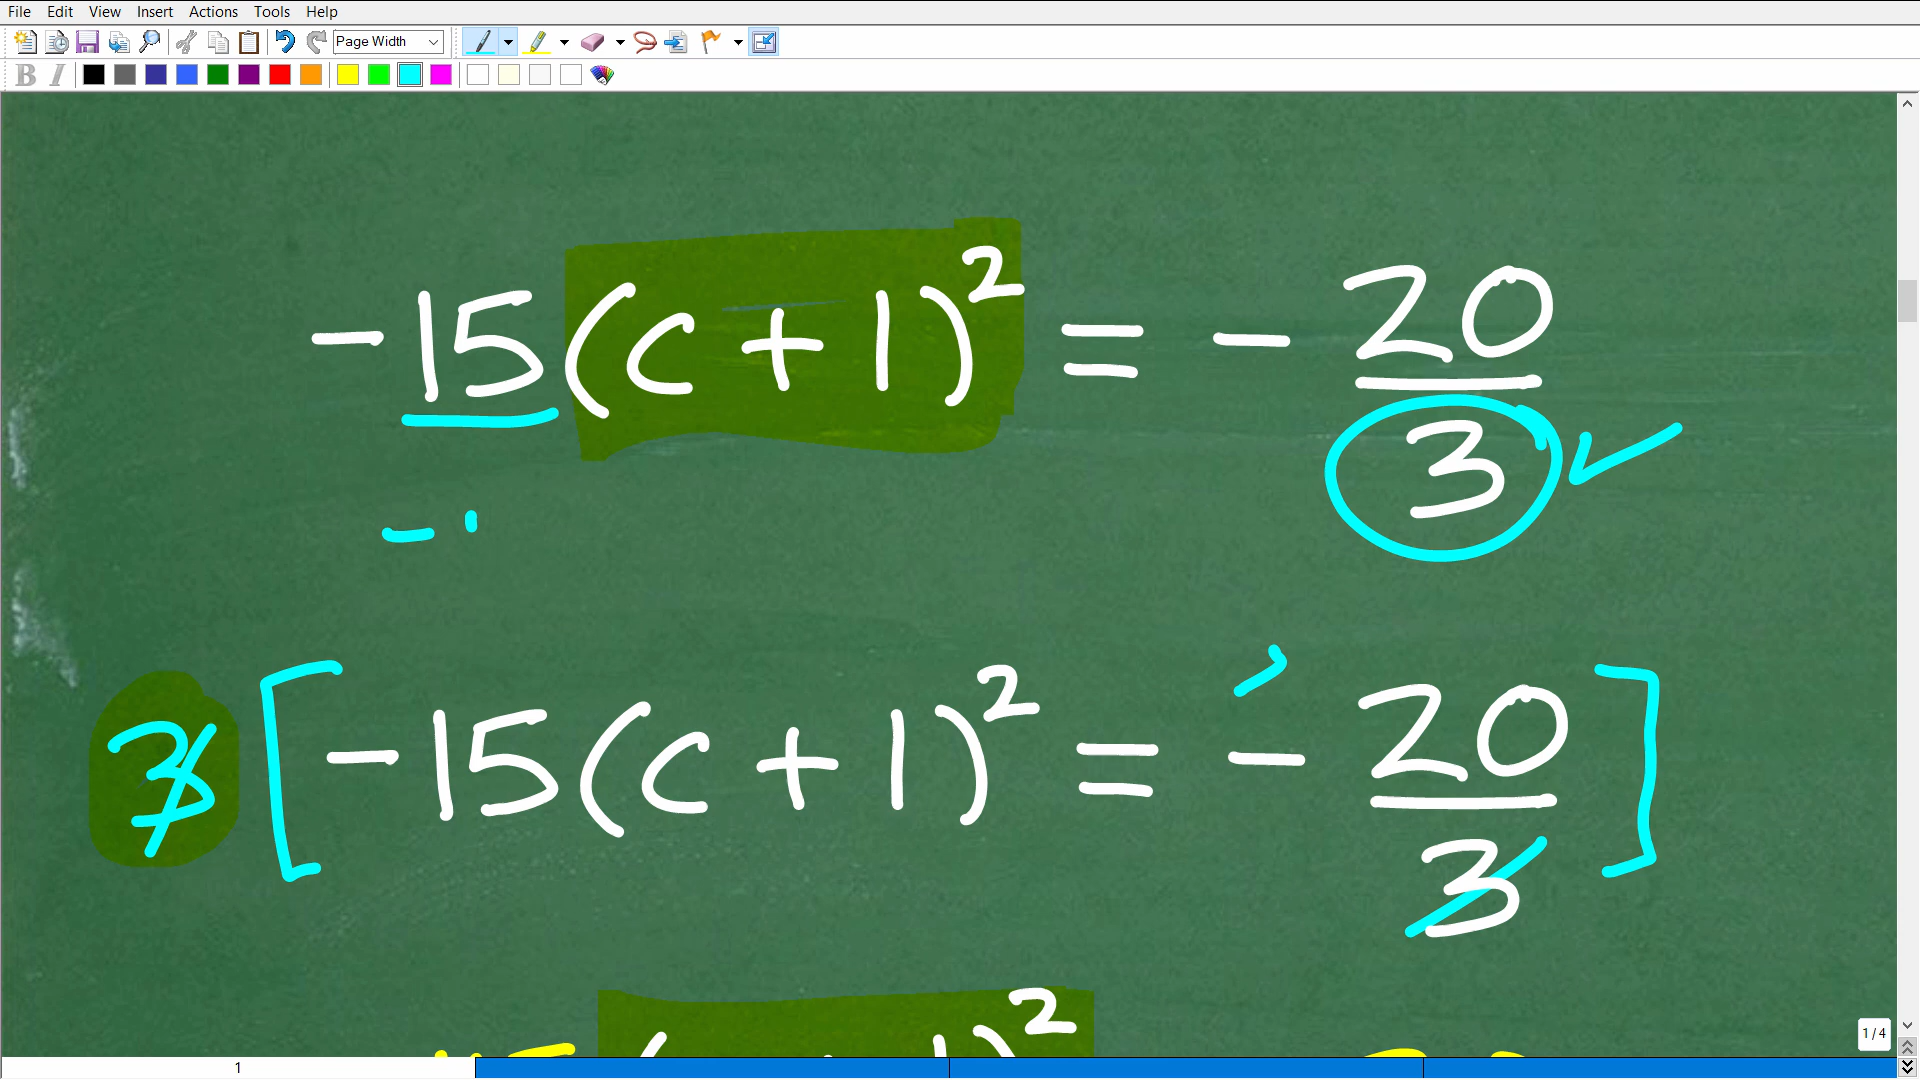 File Edit View Insert Actions Tools Help
Page Width
B I
-15(c+1)² = - 20/3
3[-15(c+1)² = - 20/3]
1 / 4
1